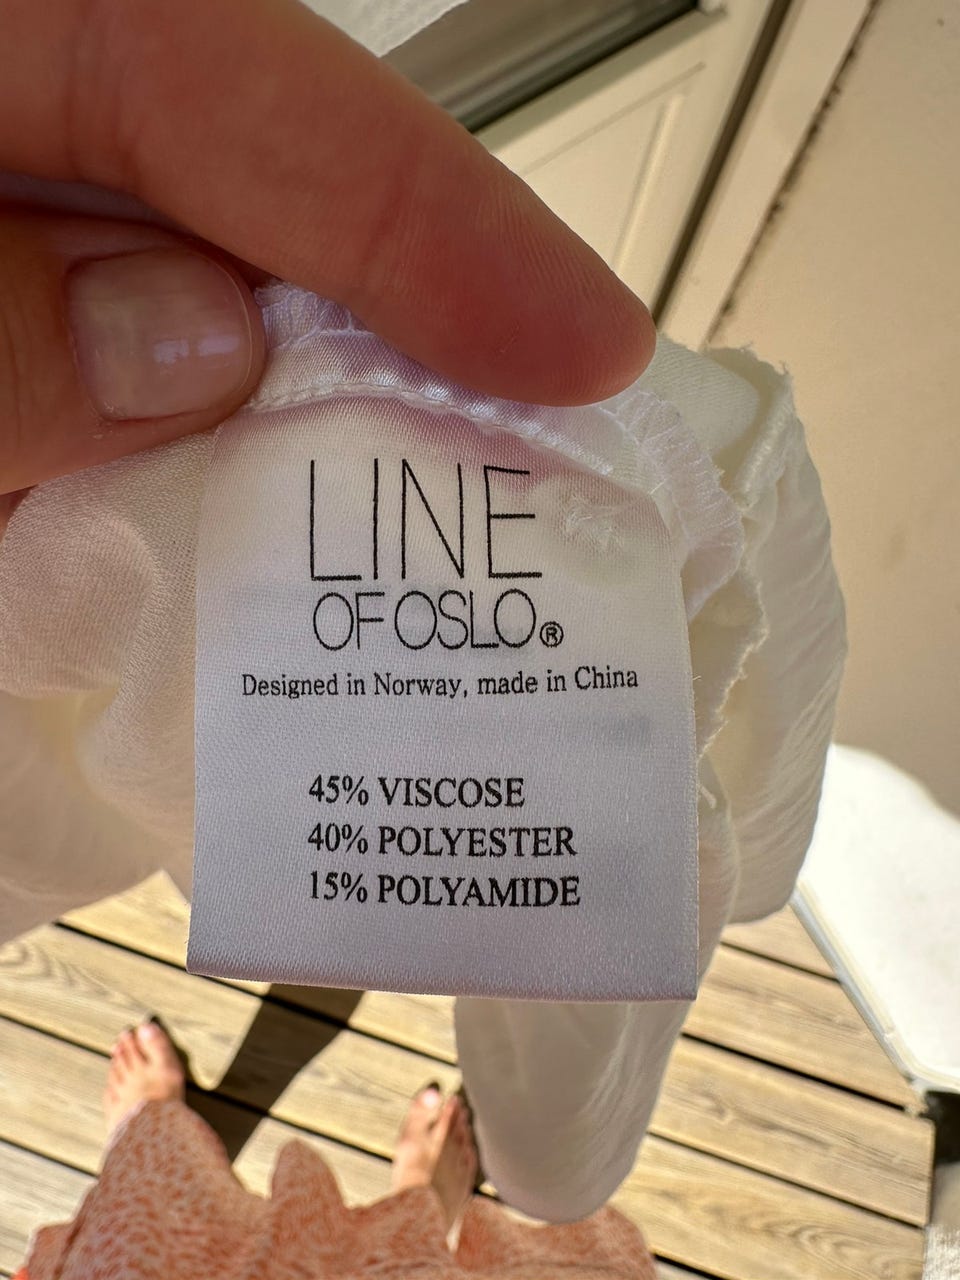 LINE
OF OSLO®
Designed in Norway, made in China
45% VISCOSE
40% POLYESTER
15% POLYAMIDE